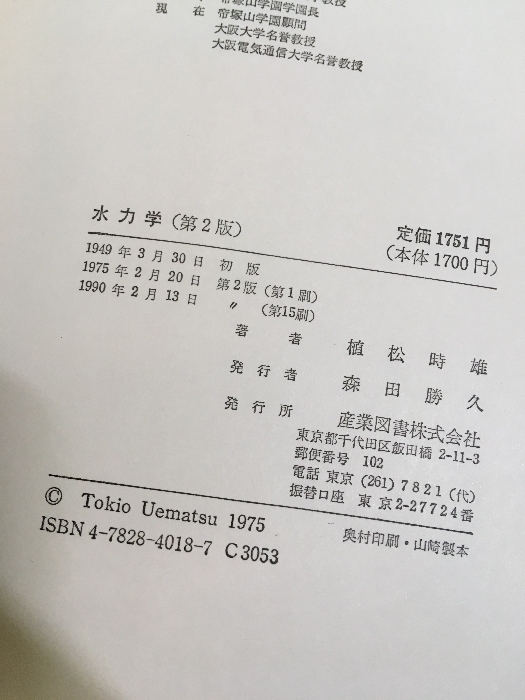 教授
帝塚山学園学園長
現在 帝塚山学園顧問
大阪大学名誉教授
大阪電気通信大学名誉教授
水力学（第2版）
定価1751円
（本体1700円）
1949年3月30日 初版
1975年2月20日 第2版（第1刷）
1990年2月13日 〃 （第15刷）
著者 植松時雄
発行者 森田勝久
発行所 産業図書株式会社
東京都千代田区飯田橋 2-11-3
郵便番号 102
電話 東京（261）7821（代）
振替口座 東京2-27724番
© Tokio Uematsu 1975
ISBN 4-7828-4018-7 C3053
奥村印刷・山崎製本